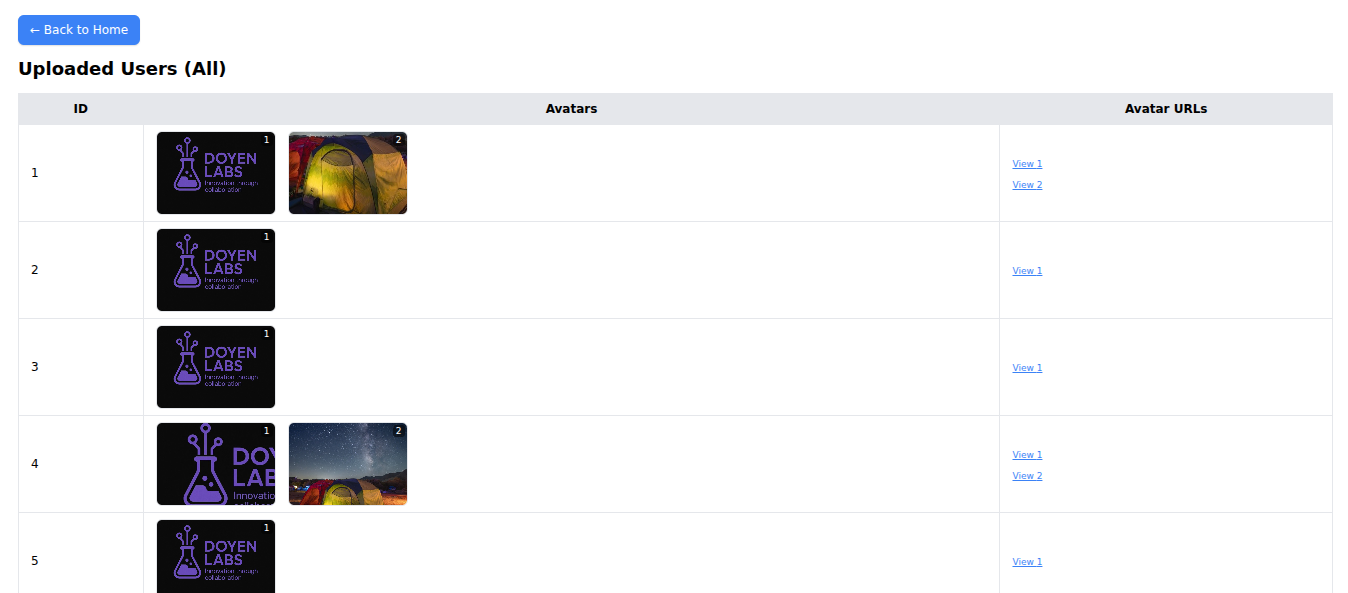 ← Back to Home
Uploaded Users (All)
ID Avatars Avatar URLs
1
1
DOYEN
LABS
Innovation through
collaboration
2
View 1
View 2
2
1
DOYEN
LABS
Innovation through
collaboration
View 1
3
1
DOYEN
LABS
Innovation through
collaboration
View 1
4
1
DOY
LAB
Innovatio
2
View 1
View 2
5
1
DOYEN
LABS
Innovation through
collaboration
View 1